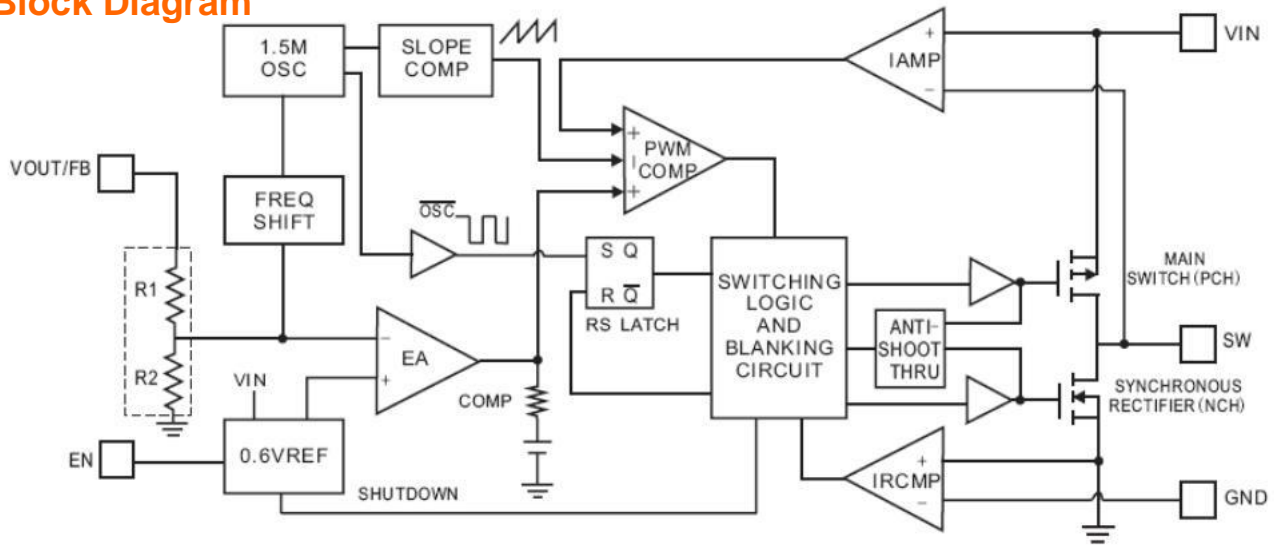 Block Diagram
1.5M
OSC
SLOPE
COMP
+
IAMP
−
VIN
VOUT/FB
FREQ
SHIFT
+
PWM
−
COMP
+
OSC
R1
R2
S Q
R Q
RS LATCH
SWITCHING
LOGIC
AND
BLANKING
CIRCUIT
ANTI-
SHOOT
THRU
MAIN
SWITCH(PCH)
SW
SYNCHRONOUS
RECTIFIER(NCH)
−
EA
+
COMP
VIN
EN
0.6VREF
SHUTDOWN
+
IRCMP
−
GND